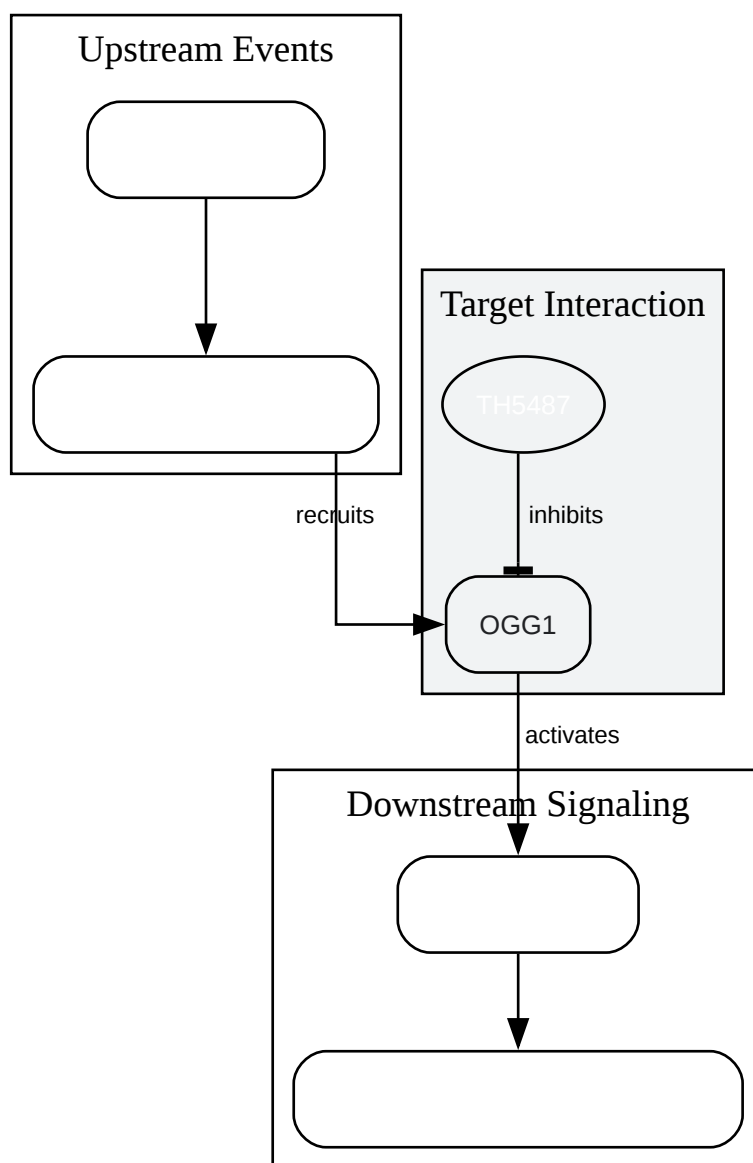 Upstream Events
Target Interaction
TH5487
recruits
inhibits
OGG1
activates
Downstream Signaling